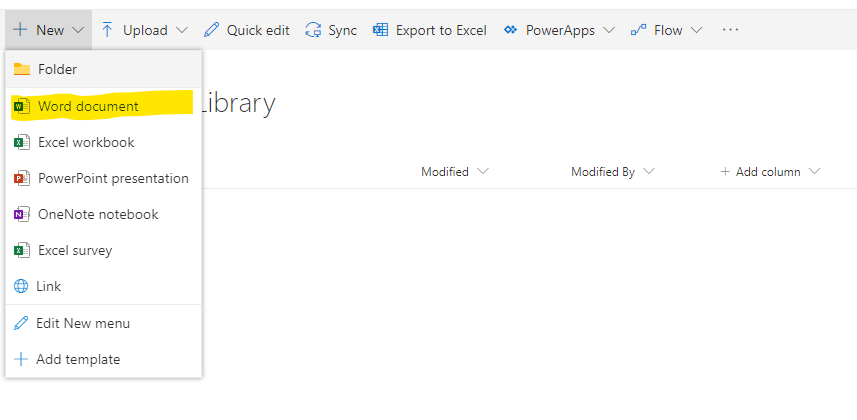 New Upload Quick edit Sync Export to Excel PowerApps Flow ...
Folder
Library
Word document
Excel workbook
Modified Modified By + Add column
PowerPoint presentation
OneNote notebook
Excel survey
Link
Edit New menu
Add template